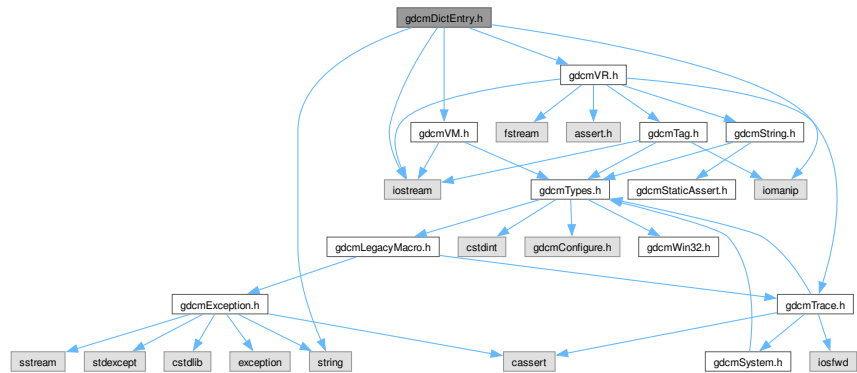 gdcmDictEntry.h
gdcmVR.h
gdcmVM.h
fstream
assert.h
gdcmTag.h
gdcmString.h
iostream
gdcmTypes.h
gdcmStaticAssert.h
iomanip
gdcmLegacyMacro.h
cstdint
gdcmConfigure.h
gdcmWin32.h
gdcmException.h
gdcmTrace.h
sstream
stdexcept
cstdlib
exception
string
cassert
gdcmSystem.h
iosfwd